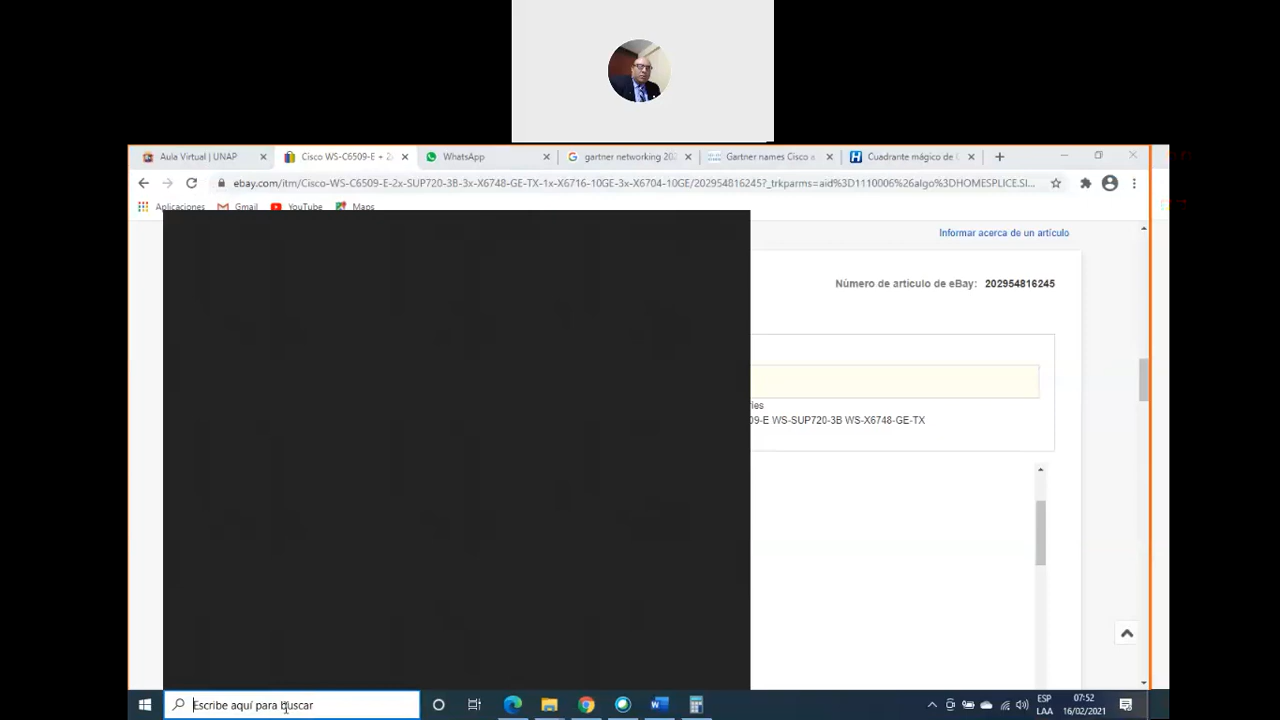 Aula Virtual | UNAP
Cisco WS-C6509-E + 2
WhatsApp
gartner networking 202
Gartner names Cisco a
Cuadrante mágico de
ebay.com/itm/Cisco-WS-C6509-E-2x-SUP720-3B-3x-X6748-GE-TX-1x-X6716-10GE-3x-X6704-10GE/202954816245?_trkparms=aid%3D1110006%26algo%3DHOMESPLICE.SI...
Aplicaciones Gmail YouTube Maps
Informar acerca de un artículo
Número de artículo de eBay: 202954816245
ries
09-E WS-SUP720-3B WS-X6748-GE-TX
Escribe aquí para buscar
ESP
LAA
07:52
16/02/2021